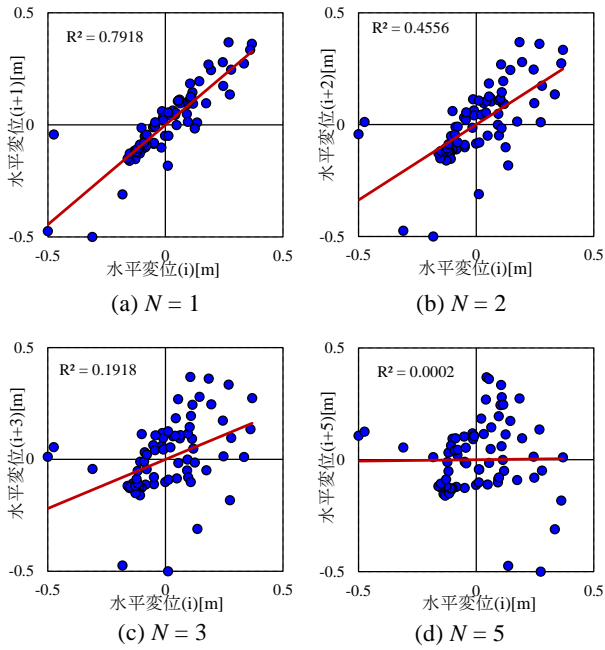 0.5
R² = 0.7918
水平変位(i+1)[m]
0
-0.5
-0.5
0
0.5
水平変位(i)[m]
(a) N = 1
0.5
R² = 0.4556
水平変位(i+2)[m]
0
-0.5
-0.5
0
0.5
水平変位(i)[m]
(b) N = 2
0.5
R² = 0.1918
水平変位(i+3)[m]
0
-0.5
-0.5
0
0.5
水平変位(i)[m]
(c) N = 3
0.5
R² = 0.0002
水平変位(i+5)[m]
0
-0.5
-0.5
0
0.5
水平変位(i)[m]
(d) N = 5